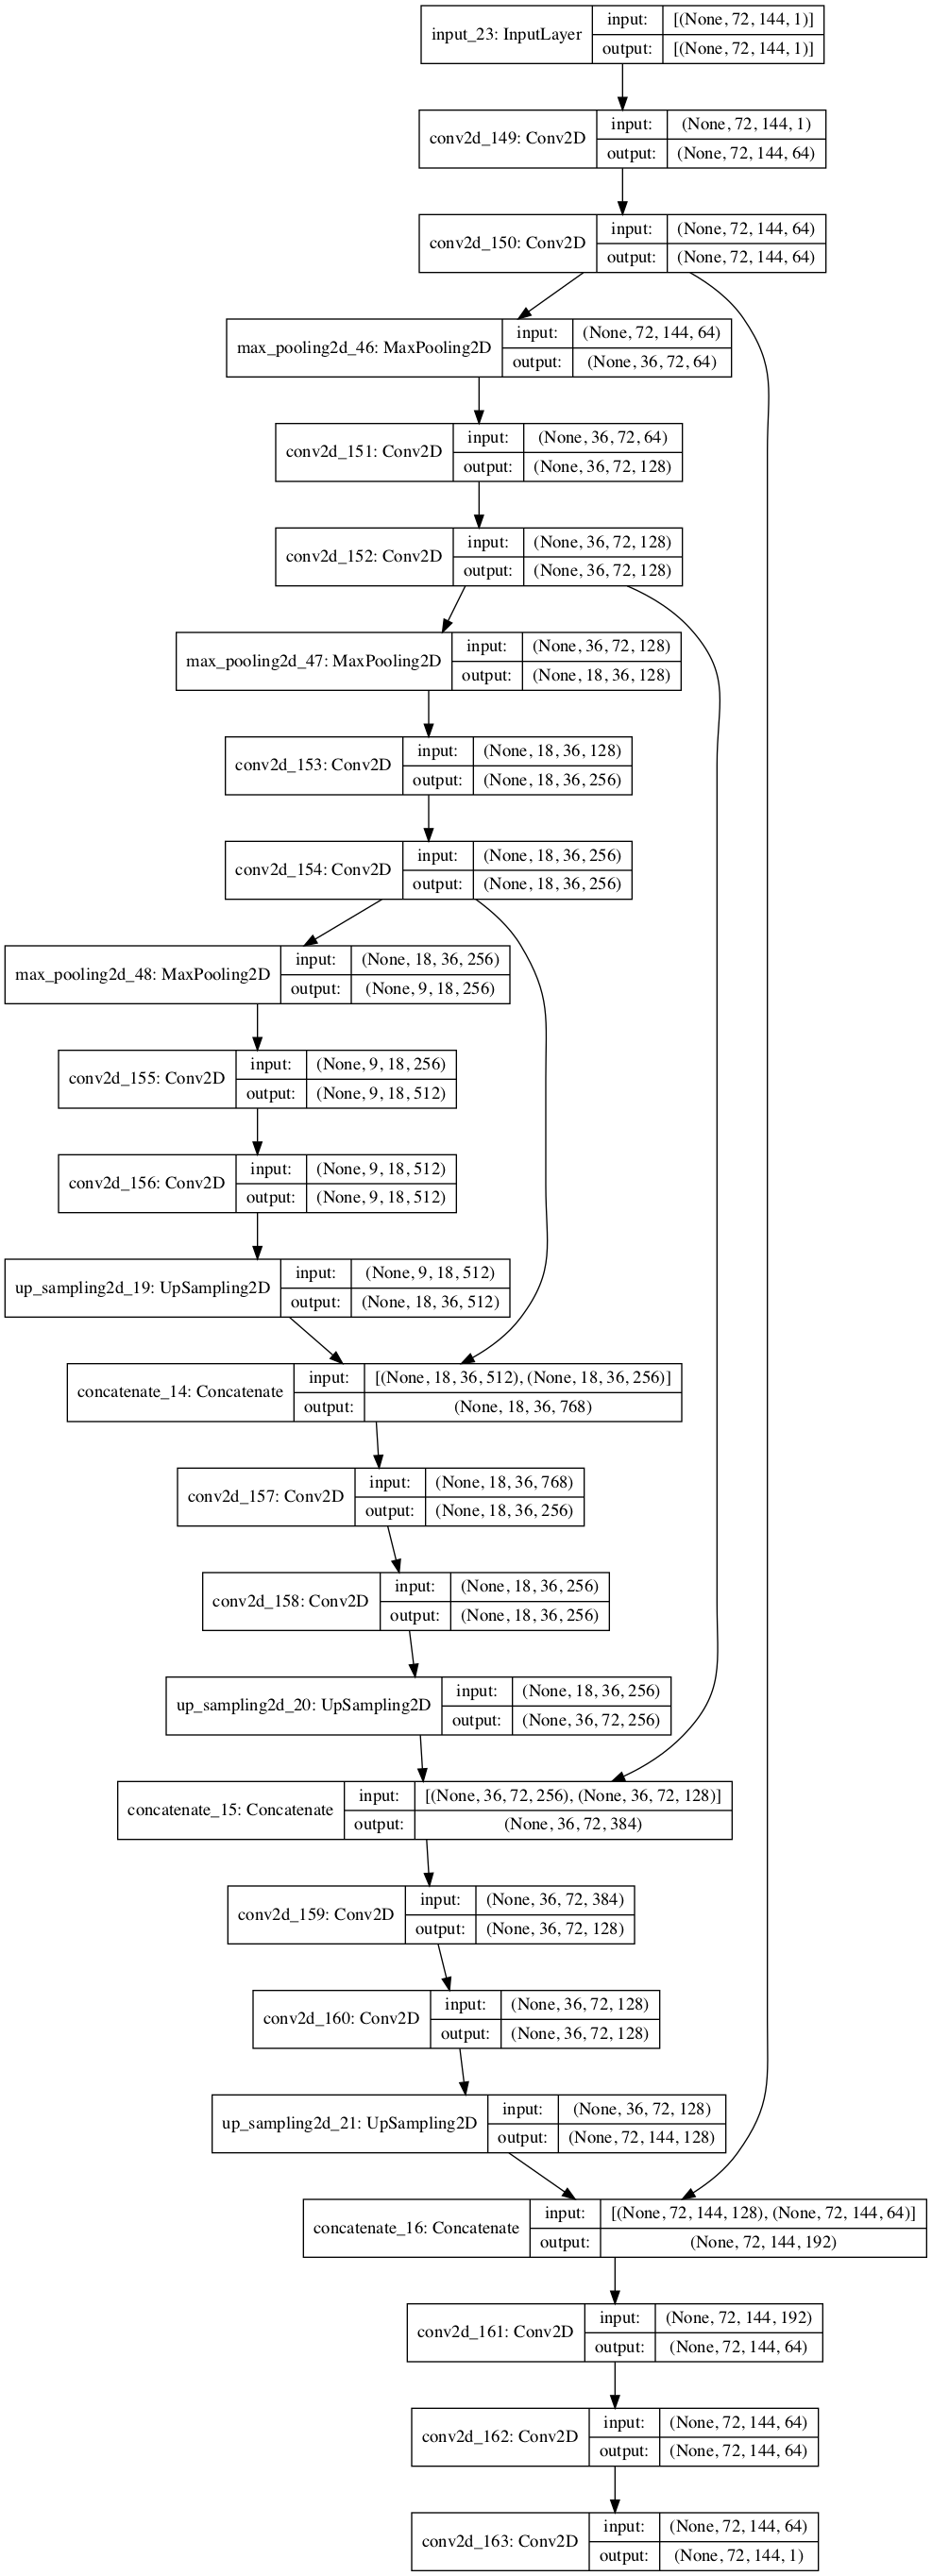 input_23: InputLayer
input: [(None, 72, 144, 1)]
output: [(None, 72, 144, 1)]
conv2d_149: Conv2D
input: (None, 72, 144, 1)
output: (None, 72, 144, 64)
conv2d_150: Conv2D
input: (None, 72, 144, 64)
output: (None, 72, 144, 64)
max_pooling2d_46: MaxPooling2D
input: (None, 72, 144, 64)
output: (None, 36, 72, 64)
conv2d_151: Conv2D
input: (None, 36, 72, 64)
output: (None, 36, 72, 128)
conv2d_152: Conv2D
input: (None, 36, 72, 128)
output: (None, 36, 72, 128)
max_pooling2d_47: MaxPooling2D
input: (None, 36, 72, 128)
output: (None, 18, 36, 128)
conv2d_153: Conv2D
input: (None, 18, 36, 128)
output: (None, 18, 36, 256)
conv2d_154: Conv2D
input: (None, 18, 36, 256)
output: (None, 18, 36, 256)
max_pooling2d_48: MaxPooling2D
input: (None, 18, 36, 256)
output: (None, 9, 18, 256)
conv2d_155: Conv2D
input: (None, 9, 18, 256)
output: (None, 9, 18, 512)
conv2d_156: Conv2D
input: (None, 9, 18, 512)
output: (None, 9, 18, 512)
up_sampling2d_19: UpSampling2D
input: (None, 9, 18, 512)
output: (None, 18, 36, 512)
concatenate_14: Concatenate
input: [(None, 18, 36, 512), (None, 18, 36, 256)]
output: (None, 18, 36, 768)
conv2d_157: Conv2D
input: (None, 18, 36, 768)
output: (None, 18, 36, 256)
conv2d_158: Conv2D
input: (None, 18, 36, 256)
output: (None, 18, 36, 256)
up_sampling2d_20: UpSampling2D
input: (None, 18, 36, 256)
output: (None, 36, 72, 256)
concatenate_15: Concatenate
input: [(None, 36, 72, 256), (None, 36, 72, 128)]
output: (None, 36, 72, 384)
conv2d_159: Conv2D
input: (None, 36, 72, 384)
output: (None, 36, 72, 128)
conv2d_160: Conv2D
input: (None, 36, 72, 128)
output: (None, 36, 72, 128)
up_sampling2d_21: UpSampling2D
input: (None, 36, 72, 128)
output: (None, 72, 144, 128)
concatenate_16: Concatenate
input: [(None, 72, 144, 128), (None, 72, 144, 64)]
output: (None, 72, 144, 192)
conv2d_161: Conv2D
input: (None, 72, 144, 192)
output: (None, 72, 144, 64)
conv2d_162: Conv2D
input: (None, 72, 144, 64)
output: (None, 72, 144, 64)
conv2d_163: Conv2D
input: (None, 72, 144, 64)
output: (None, 72, 144, 1)